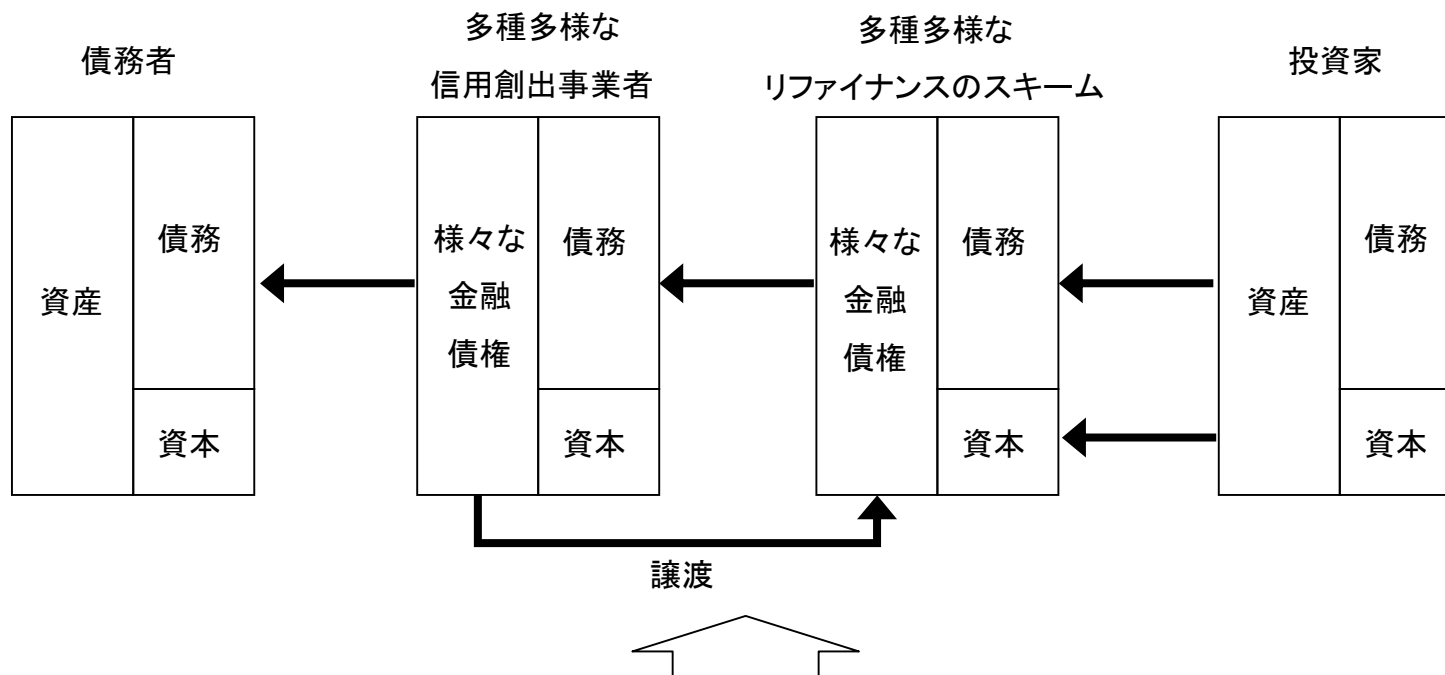 債務者
多種多様な
信用創出事業者
多種多様な
リファイナンスのスキーム
投資家
資産
債務
資本
様々な
金融
債権
債務
資本
様々な
金融
債権
債務
資本
資産
債務
資本
譲渡